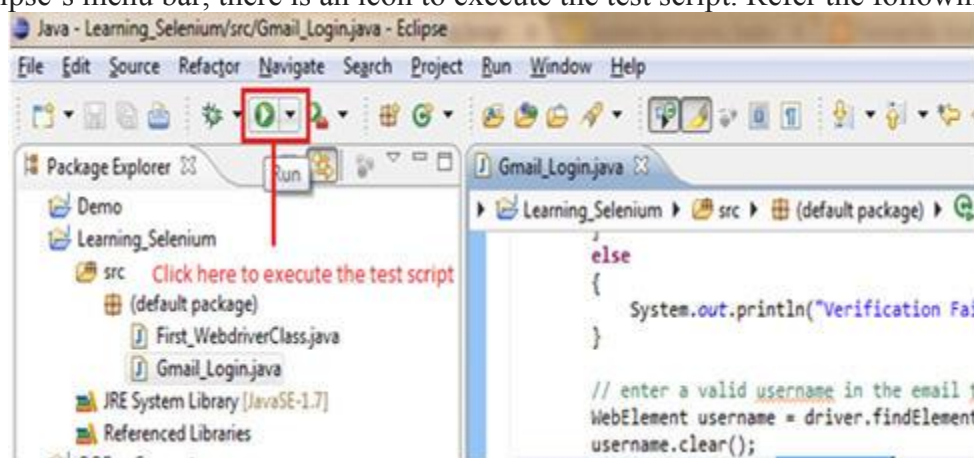 ipse's menu bar, there is an icon to execute the test script. Refer the followin
Java - Learning_Selenium/src/Gmail_Login.java - Eclipse
File Edit Source Refactor Navigate Search Project Run Window Help
Package Explorer
Run
Gmail_Login.java
Demo
Learning_Selenium
src
Click here to execute the test script
(default package)
First_WebdriverClass.java
Gmail_Login.java
JRE System Library [JavaSE-1.7]
Referenced Libraries
Learning_Selenium src (default package)
else
{
System.out.println("Verification Fai
}
// enter a valid username in the email
WebElement username = driver.findElement
username.clear();